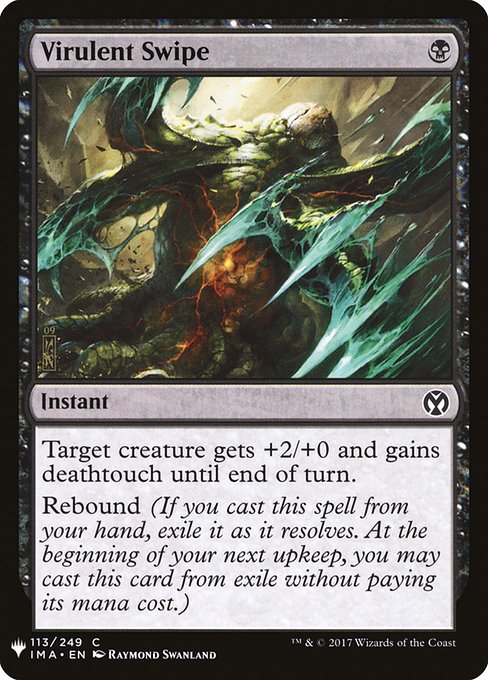 Virulent Swipe
09
Instant
Target creature gets +2/+0 and gains
deathtouch until end of turn.
Rebound (If you cast this spell from
your hand, exile it as it resolves. At the
beginning of your next upkeep, you may
cast this card from exile without paying
its mana cost.)
113/249 C
IMA • EN Raymond Swanland
™ & © 2017 Wizards of the Coast